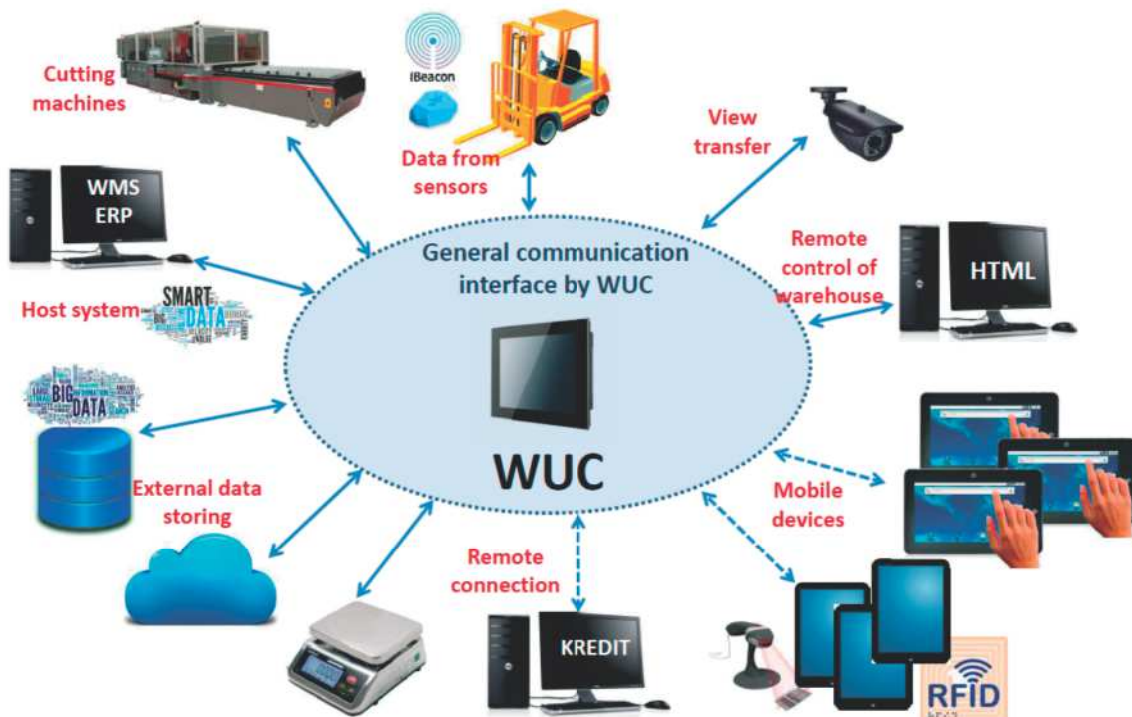 Cutting
machines
iBeacon
Data from
sensors
View
transfer
WMS
ERP
Host system
SMART
DATA
BIG
General communication
interface by WUC
WUC
Remote
control of
warehouse
HTML
BIG
DATA
External data
storing
Remote
connection
KREDIT
Mobile
devices
RFID